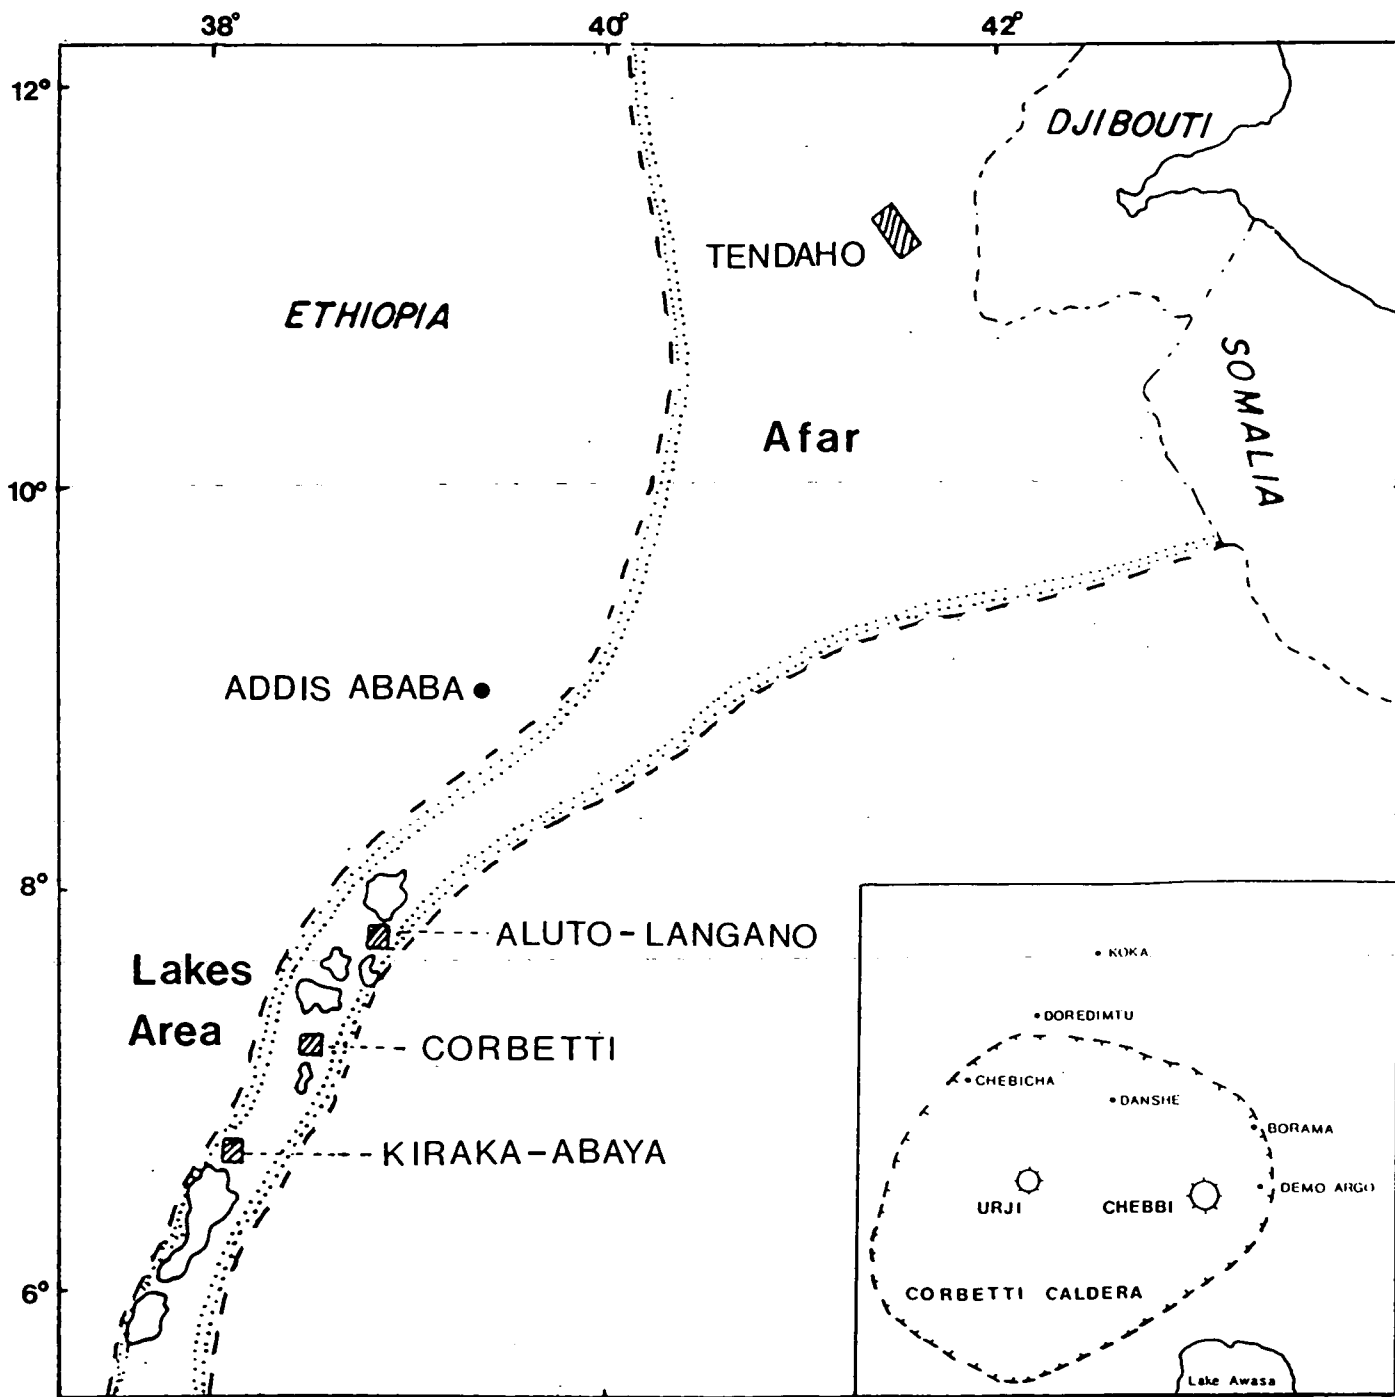 38° 40° 42°
12°
DJIBOUTI
TENDAHO
ETHIOPIA
SOMALIA
Afar
10°
ADDIS ABABA
8°
ALUTO-LANGANO
Lakes
Area
CORBETTI
KIRAKA-ABAYA
6°
KOKA
DOREDIMTU
CHEBICHA
DANSHE
BORAMA
DEMO ARGO
URJI
CHEBBI
CORBETTI CALDERA
Lake Awasa